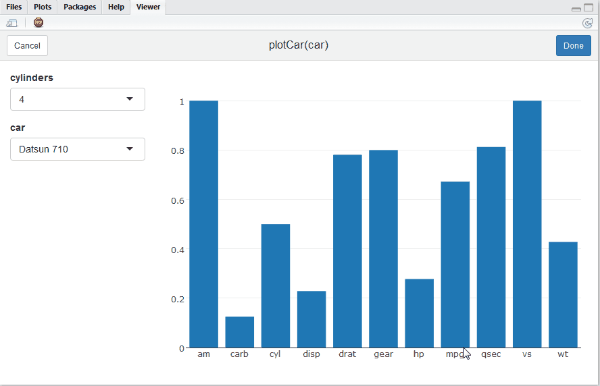 Files Plots Packages Help Viewer
Cancel plotCar(car) Done
cylinders
4
car
Datsun 710
1
0.8
0.6
0.4
0.2
0
am carb cyl disp drat gear hp mpg qsec vs wt